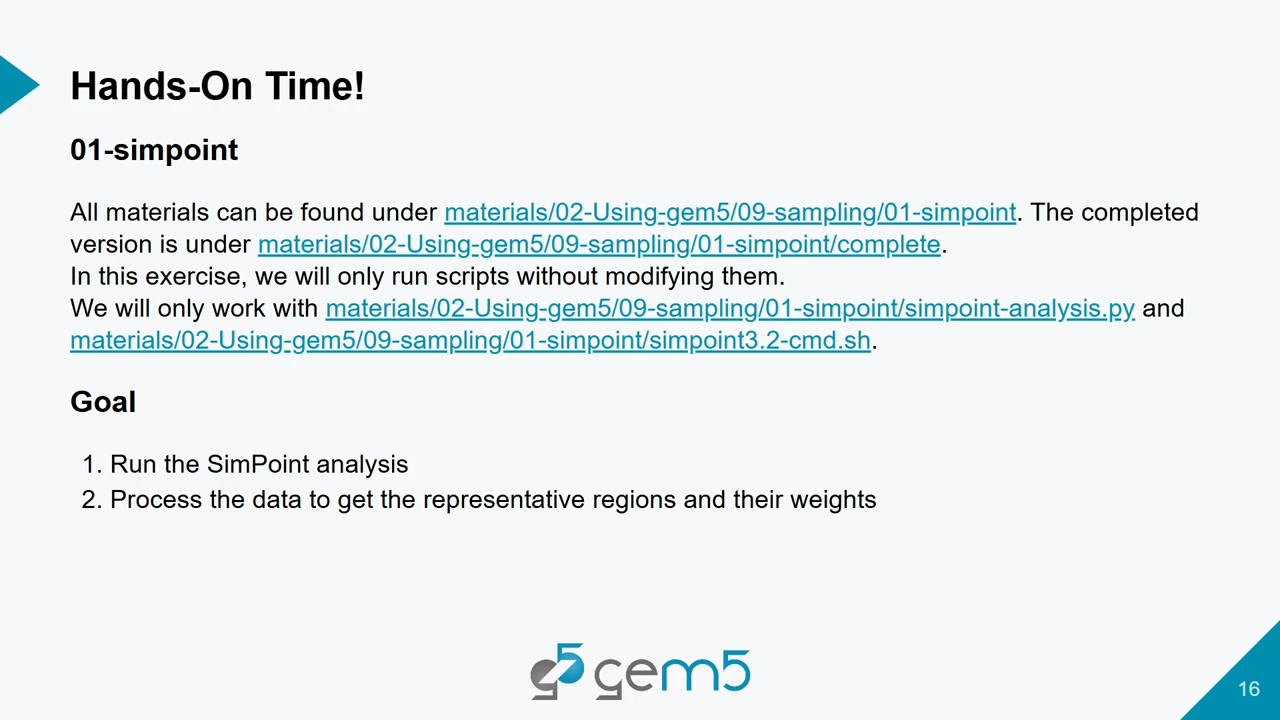 Hands-On Time!
01-simpoint
All materials can be found under materials/02-Using-gem5/09-sampling/01-simpoint. The completed
version is under materials/02-Using-gem5/09-sampling/01-simpoint/complete.
In this exercise, we will only run scripts without modifying them.
We will only work with materials/02-Using-gem5/09-sampling/01-simpoint/simpoint-analysis.py and
materials/02-Using-gem5/09-sampling/01-simpoint/simpoint3.2-cmd.sh.
Goal
1. Run the SimPoint analysis
2. Process the data to get the representative regions and their weights
g5 gem5
16